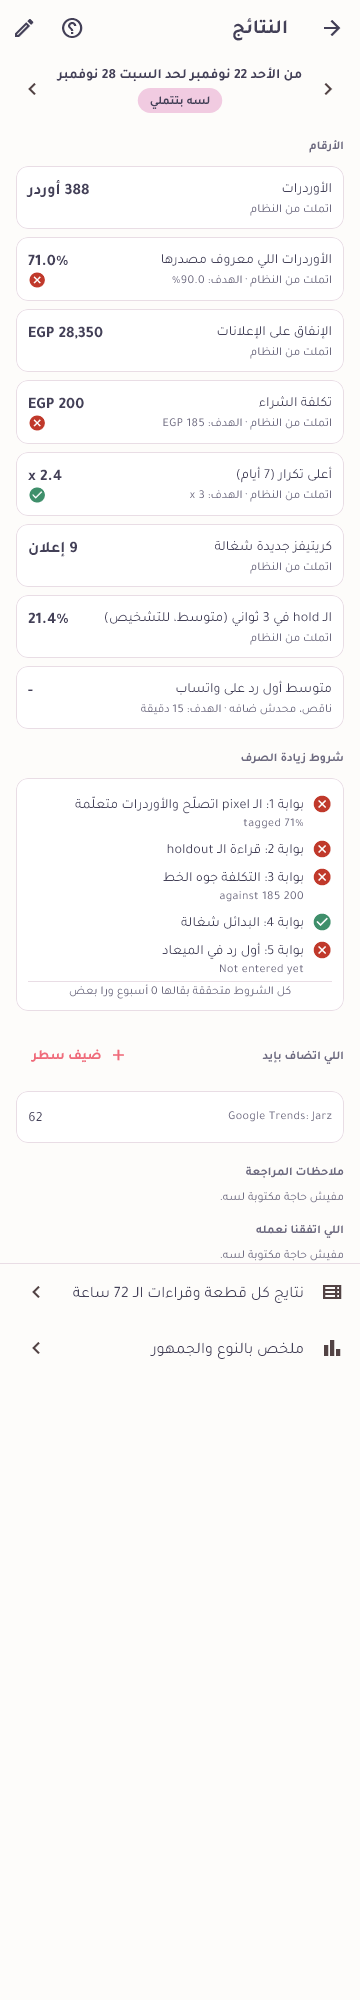 النتائج
من الأحد 22 نوفمبر لحد السبت 28 نوفمبر
لسه بتتملي
الأرقام
الأوردرات
388 أوردر
اتملت من النظام
الأوردرات اللي معروف مصدرها
71.0%
اتملت من النظام · الهدف: 90.0%
الإنفاق على الإعلانات
EGP 28,350
اتملت من النظام
تكلفة الشراء
EGP 200
اتملت من النظام · الهدف: EGP 185
أعلى تكرار (7 أيام)
2.4 x
اتملت من النظام · الهدف: 3 x
كريتيفز جديدة شغالة
9 إعلان
اتملت من النظام
الـ hold في 3 ثواني (متوسط، للتشخيص)
21.4%
اتملت من النظام
متوسط أول رد على واتساب
-
ناقص، محدش ضافه · الهدف: 15 دقيقة
شروط زيادة الصرف
بوابة 1: الـ pixel اتصلّح والأوردرات متعلّمة
tagged 71%
بوابة 2: قراءة الـ holdout
بوابة 3: التكلفة جوه الخط
against 185 200
بوابة 4: البدائل شغالة
بوابة 5: أول رد في الميعاد
Not entered yet
كل الشروط متحققة بقالها 0 أسبوع ورا بعض
اللي اتضاف بإيد
+ ضيف سطر
Google Trends: Jarz
62
ملاحظات المراجعة
مفيش حاجة مكتوبة لسه.
اللي اتفقنا نعمله
مفيش حاجة مكتوبة لسه.
نتايج كل قطعة وقراءات الـ 72 ساعة
ملخص بالنوع والجمهور